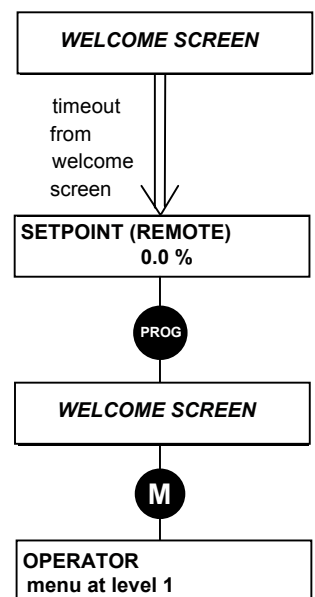 WELCOME SCREEN
timeout
from
welcome
screen
SETPOINT (REMOTE)
0.0 %
PROG
WELCOME SCREEN
M
OPERATOR
menu at level 1